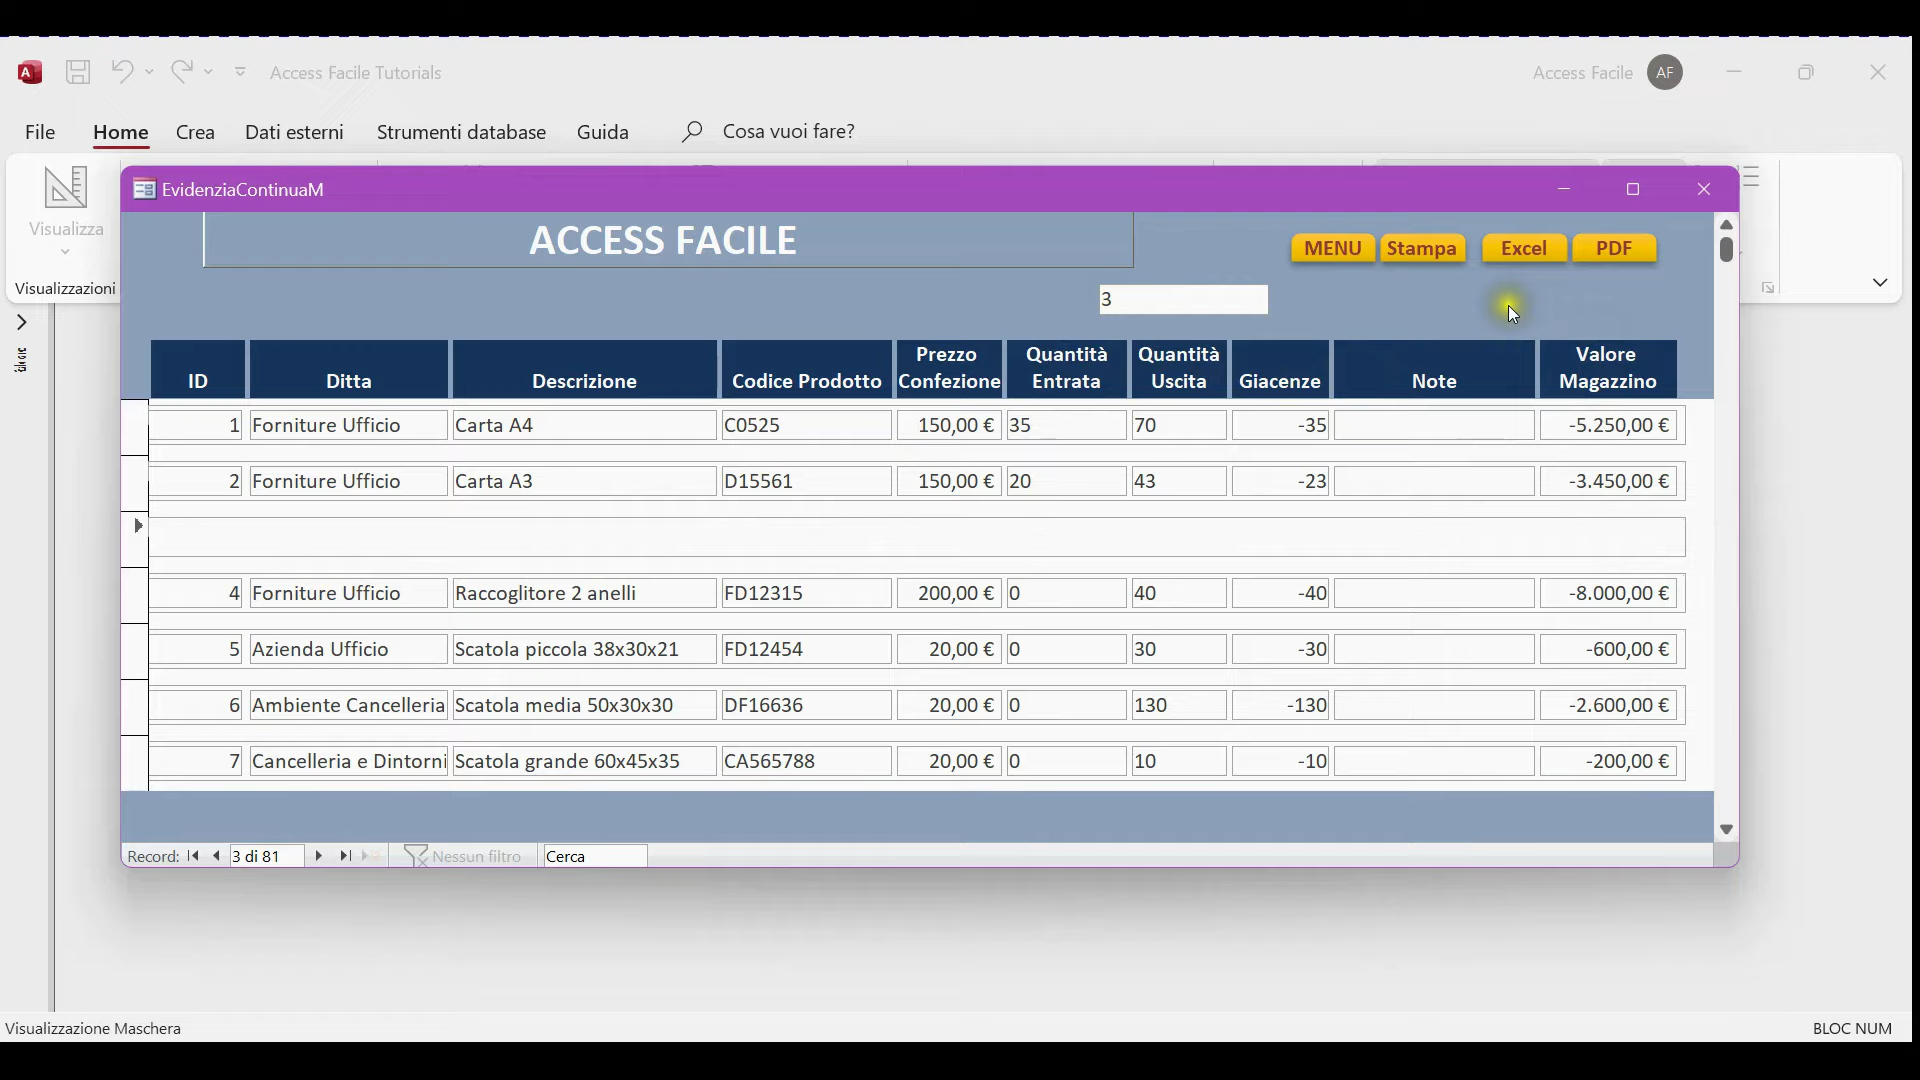 Access Facile Tutorials
Access Facile AF
File Home Crea Dati esterni Strumenti database Guida Cosa vuoi fare?
Visualizza
Visualizzazioni
EvidenziaContinuaM
ACCESS FACILE
MENU Stampa Excel PDF
3
ID Ditta Descrizione Codice Prodotto Prezzo Confezione Quantità Entrata Quantità Uscita Giacenze Note Valore Magazzino
1 Forniture Ufficio Carta A4 C0525 150,00 € 35 70 -35 -5.250,00 €
2 Forniture Ufficio Carta A3 D15561 150,00 € 20 43 -23 -3.450,00 €
4 Forniture Ufficio Raccoglitore 2 anelli FD12315 200,00 € 0 40 -40 -8.000,00 €
5 Azienda Ufficio Scatola piccola 38x30x21 FD12454 20,00 € 0 30 -30 -600,00 €
6 Ambiente Cancelleria Scatola media 50x30x30 DF16636 20,00 € 0 130 -130 -2.600,00 €
7 Cancelleria e Dintorni Scatola grande 60x45x35 CA565788 20,00 € 0 10 -10 -200,00 €
Record: 3 di 81 Nessun filtro Cerca
Visualizzazione Maschera BLOC NUM